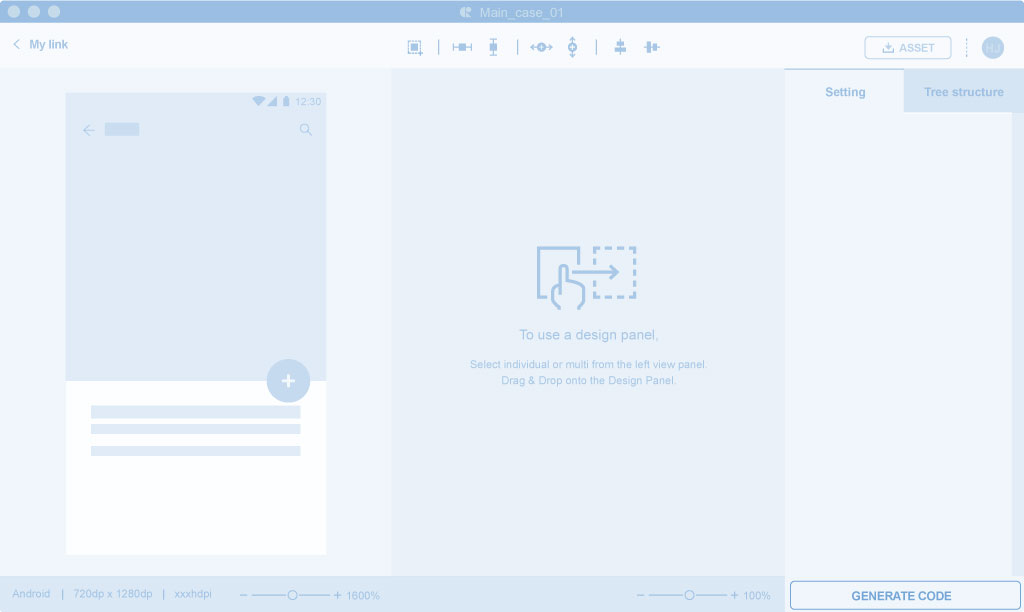 Main_case_01
My link
ASSET
HJ
12:30
Setting
Tree structure
To use a design panel,
Select individual or multi from the left view panel.
Drag & Drop onto the Design Panel.
Android | 720dp x 1280dp | xxxhdpi
1600%
100%
GENERATE CODE